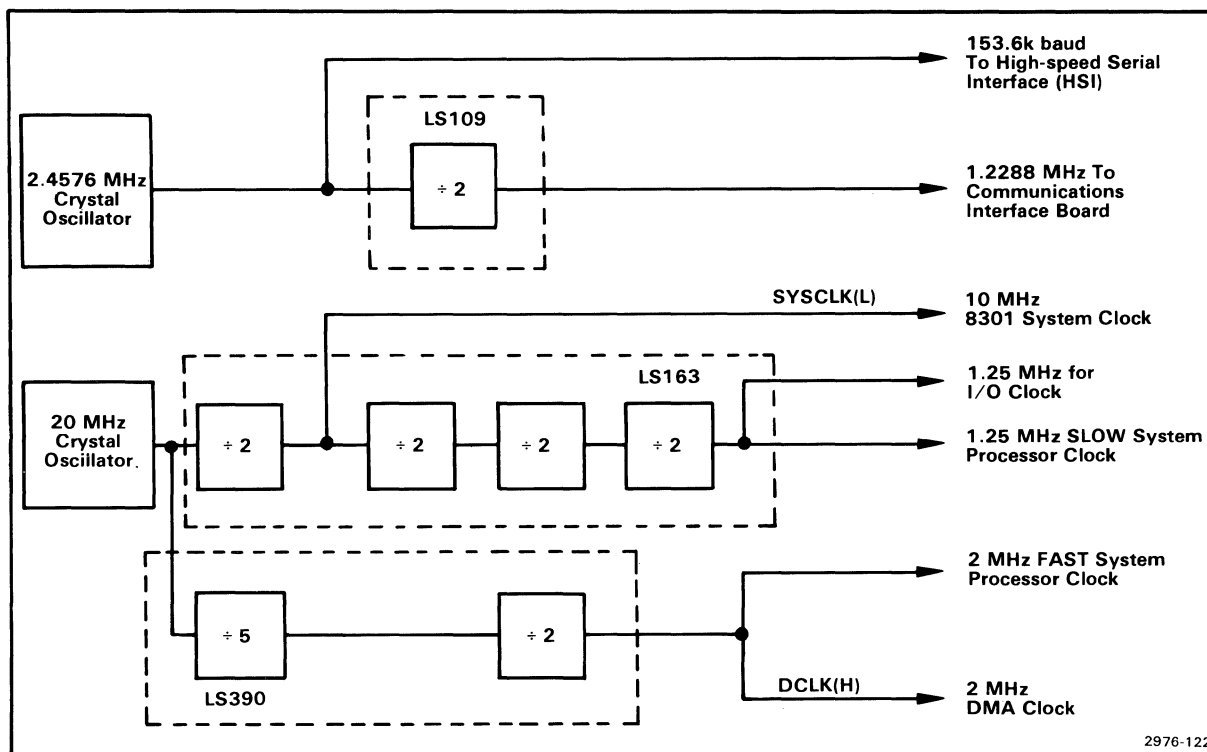 153.6k baud
To High-speed Serial
Interface (HSI)
LS109
2.4576 MHz
Crystal
Oscillator
÷ 2
1.2288 MHz To
Communications
Interface Board
SYSCLK(L)
10 MHz
8301 System Clock
LS163
1.25 MHz for
I/O Clock
20 MHz
Crystal
Oscillator.
÷ 2
÷ 2
÷ 2
÷ 2
1.25 MHz SLOW System
Processor Clock
2 MHz FAST System
Processor Clock
÷ 5
÷ 2
LS390
DCLK(H)
2 MHz
DMA Clock
2976-122